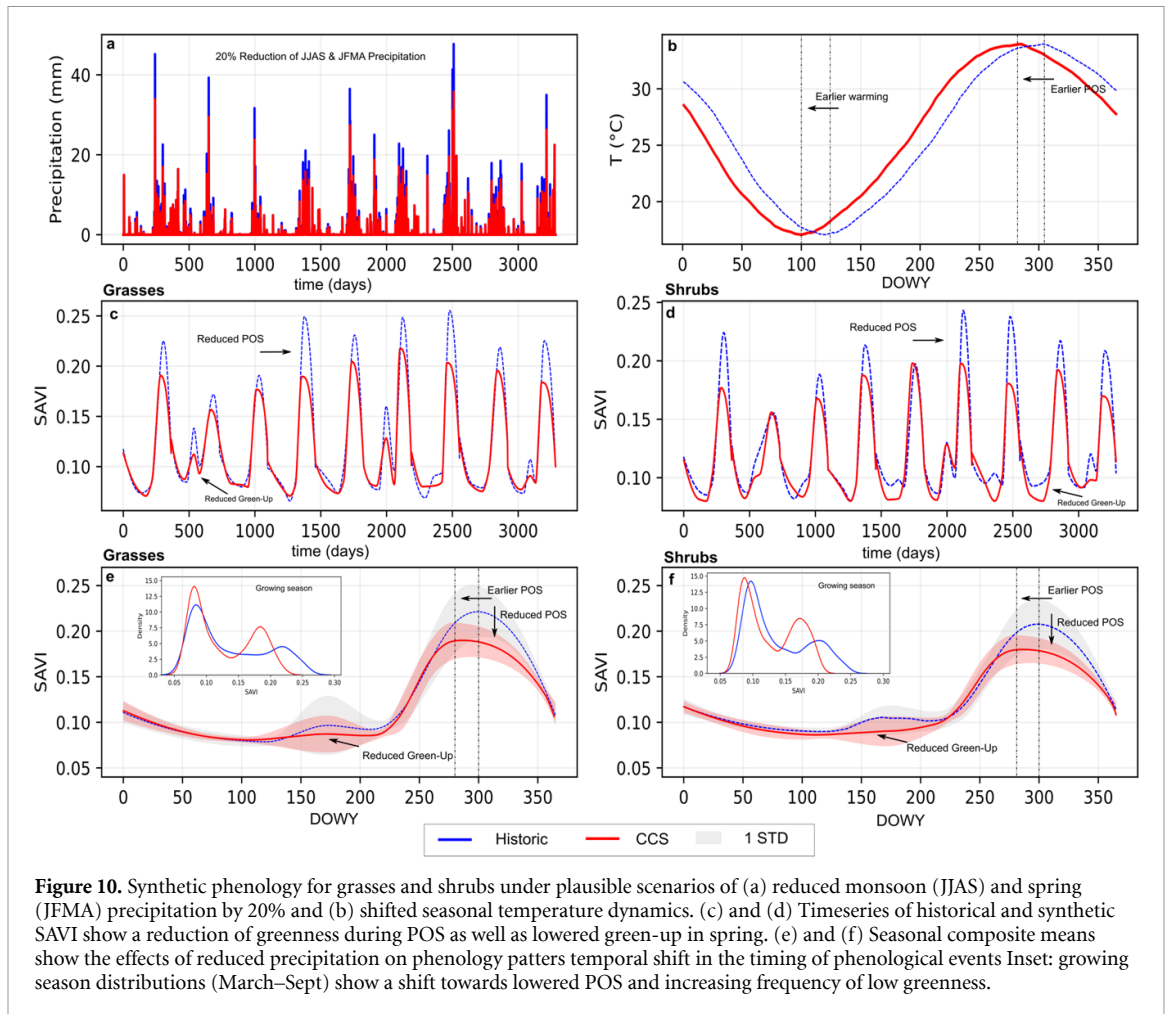 a
20% Reduction of JJAS & JFMA Precipitation
Precipitation (mm)
40
20
0
0 500 1000 1500 2000 2500 3000
time (days)
b
Earlier warming
Earlier POS
T (°C)
30
25
20
0 50 100 150 200 250 300 350
DOWY
Grasses
c
Reduced POS
Reduced Green-Up
SAVI
0.25
0.20
0.15
0.10
0 500 1000 1500 2000 2500 3000
time (days)
Shrubs
d
Reduced POS
Reduced Green-Up
SAVI
0.25
0.20
0.15
0.10
0 500 1000 1500 2000 2500 3000
time (days)
Grasses
e
Growing season
Density
15.0
12.5
10.0
7.5
5.0
2.5
0.0
0.05 0.10 0.15 0.20 0.25 0.30
SAVI
Earlier POS
Reduced POS
Reduced Green-Up
SAVI
0.25
0.20
0.15
0.10
0.05
0 50 100 150 200 250 300 350
DOWY
Shrubs
f
Growing season
Density
15.0
12.5
10.0
7.5
5.0
2.5
0.0
0.05 0.10 0.15 0.20 0.25 0.30
SAVI
Earlier POS
Reduced POS
Reduced Green-Up
SAVI
0.25
0.20
0.15
0.10
0.05
0 50 100 150 200 250 300 350
DOWY
Historic CCS 1 STD
Figure 10. Synthetic phenology for grasses and shrubs under plausible scenarios of (a) reduced monsoon (JJAS) and spring
(JFMA) precipitation by 20% and (b) shifted seasonal temperature dynamics. (c) and (d) Timeseries of historical and synthetic
SAVI show a reduction of greenness during POS as well as lowered green-up in spring. (e) and (f) Seasonal composite means
show the effects of reduced precipitation on phenology patters temporal shift in the timing of phenological events Inset: growing
season distributions (March–Sept) show a shift towards lowered POS and increasing frequency of low greenness.